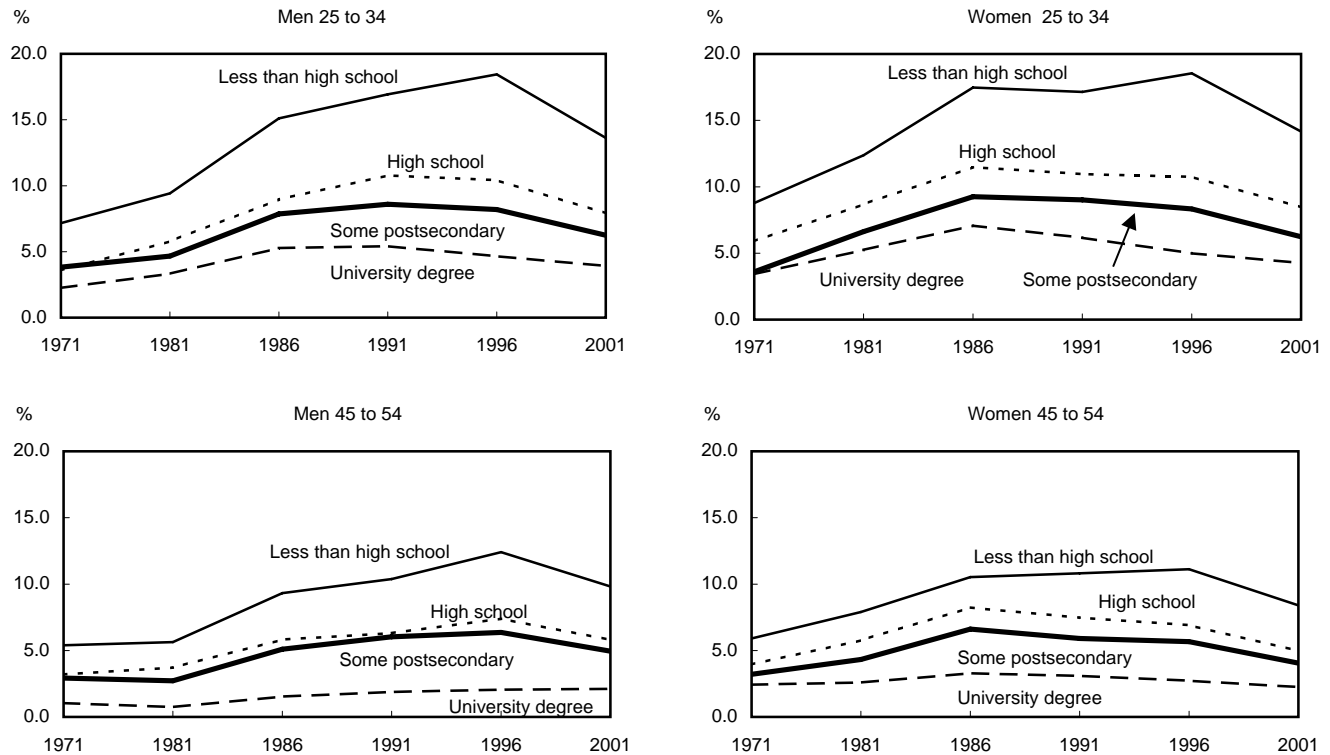 % Men 25 to 34
20.0
Less than high school
15.0
High school
10.0
Some postsecondary
5.0
University degree
0.0
1971 1981 1986 1991 1996 2001
% Women 25 to 34
20.0
Less than high school
15.0
High school
10.0
5.0
University degree Some postsecondary
0.0
1971 1981 1986 1991 1996 2001
% Men 45 to 54
20.0
15.0
Less than high school
10.0
High school
5.0
Some postsecondary
University degree
0.0
1971 1981 1986 1991 1996 2001
% Women 45 to 54
20.0
15.0
Less than high school
10.0
High school
5.0
Some postsecondary
University degree
0.0
1971 1981 1986 1991 1996 2001